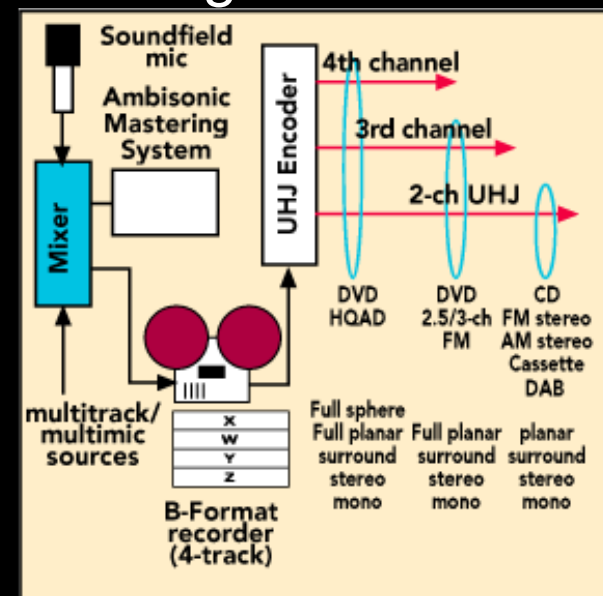 Soundfield
mic
Ambisonic
Mastering
System
Mixer
multitrack/
multimic
sources
X
W
Y
Z
B-Format
recorder
(4-track)
UHJ Encoder
4th channel
3rd channel
2-ch UHJ
DVD
HQAD
DVD
2.5/3-ch
FM
CD
FM stereo
AM stereo
Cassette
DAB
Full sphere
Full planar
surround
stereo
mono
Full planar
surround
stereo
mono
planar
surround
stereo
mono